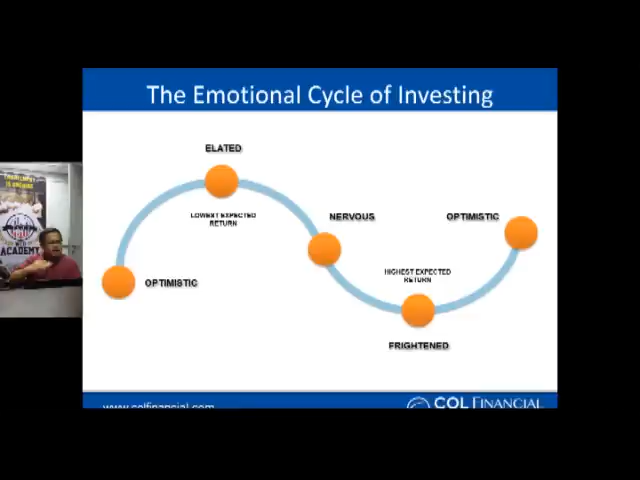 The Emotional Cycle of Investing
ELATED
LOWEST EXPECTED
RETURN
NERVOUS
OPTIMISTIC
HIGHEST EXPECTED
RETURN
OPTIMISTIC
FRIGHTENED
ACADEMY
www.colfinancial.com
COL FINANCIAL